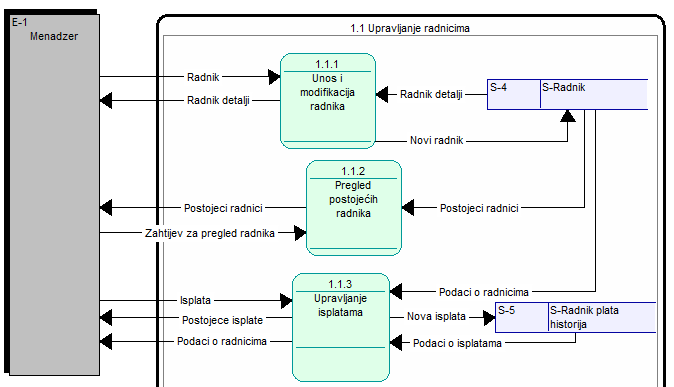 E-1
Menadzer
1.1 Upravljanje radnicima
1.1.1
Unos i
modifikacija
radnika
Radnik
Radnik detalji
Radnik detalji
S-4
S-Radnik
Novi radnik
1.1.2
Pregled
postojećih
radnika
Postojeci radnici
Postojeci radnici
Zahtijev za pregled radnika
1.1.3
Upravljanje
isplatama
Podaci o radnicima
Isplata
Postojece isplate
Nova isplata
S-5
S-Radnik plata
historija
Podaci o radnicima
Podaci o isplatama